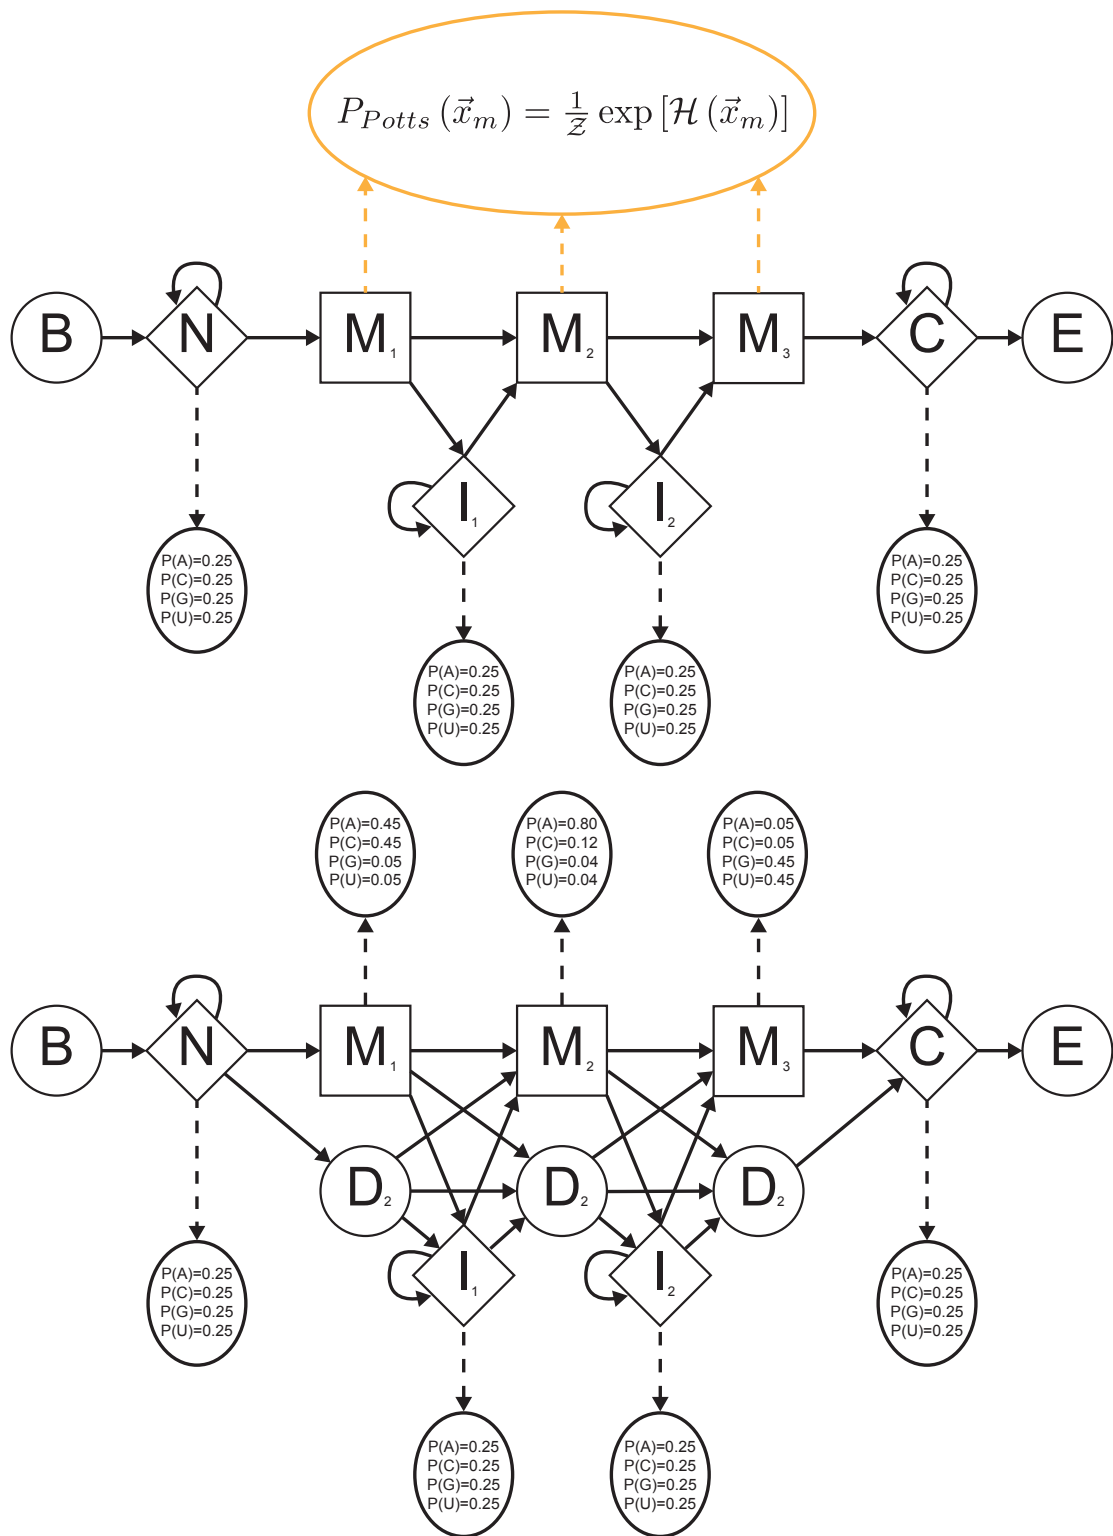 P_{Potts}(\vec{x}_m) = \frac{1}{\mathcal{Z}} \exp[\mathcal{H}(\vec{x}_m)]
B N M₁ M₂ M₃ C E
I₁ I₂
P(A)=0.25
P(C)=0.25
P(G)=0.25
P(U)=0.25
P(A)=0.25
P(C)=0.25
P(G)=0.25
P(U)=0.25
P(A)=0.25
P(C)=0.25
P(G)=0.25
P(U)=0.25
P(A)=0.25
P(C)=0.25
P(G)=0.25
P(U)=0.25
P(A)=0.45
P(C)=0.45
P(G)=0.05
P(U)=0.05
P(A)=0.80
P(C)=0.12
P(G)=0.04
P(U)=0.04
P(A)=0.05
P(C)=0.05
P(G)=0.45
P(U)=0.45
B N M₁ M₂ M₃ C E
D₂ D₂ D₂
I₁ I₂
P(A)=0.25
P(C)=0.25
P(G)=0.25
P(U)=0.25
P(A)=0.25
P(C)=0.25
P(G)=0.25
P(U)=0.25
P(A)=0.25
P(C)=0.25
P(G)=0.25
P(U)=0.25
P(A)=0.25
P(C)=0.25
P(G)=0.25
P(U)=0.25